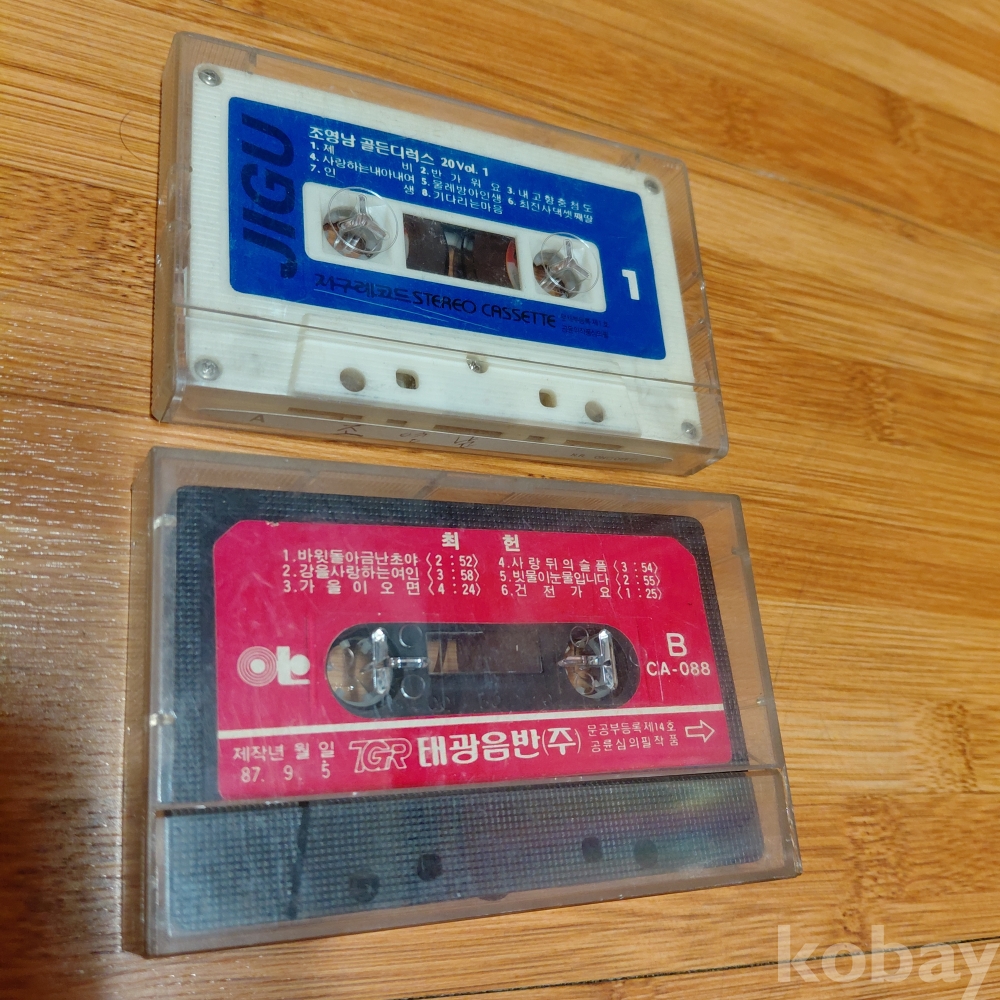 JIGU
조영남 골든디럭스 20 Vol. 1
1. 제 비 2. 반 가 워 요 3. 내 고 향 충 청 도
4. 사랑하는내아내여 5. 물레방아인생 6. 최진사댁셋째딸
7. 인 생 8. 기다리는마음
1
지구레코드 STEREO CASSETTE
A
최 헌
1. 바윗돌아금난초야 〈2 : 52〉 4. 사 랑 뒤 의 슬 픔 〈3 : 54〉
2. 강을사랑하는여인 〈3 : 58〉 5. 빗물이눈물입니다 〈2 : 55〉
3. 가 을 이 오 면 〈4 : 24〉 6. 건 전 가 요 〈1 : 25〉
B
CA-088
제작년 월 일 TGR 태광음반(주) 문공부등록제14호
87. 9. 5 공륜심의필작품
kobay